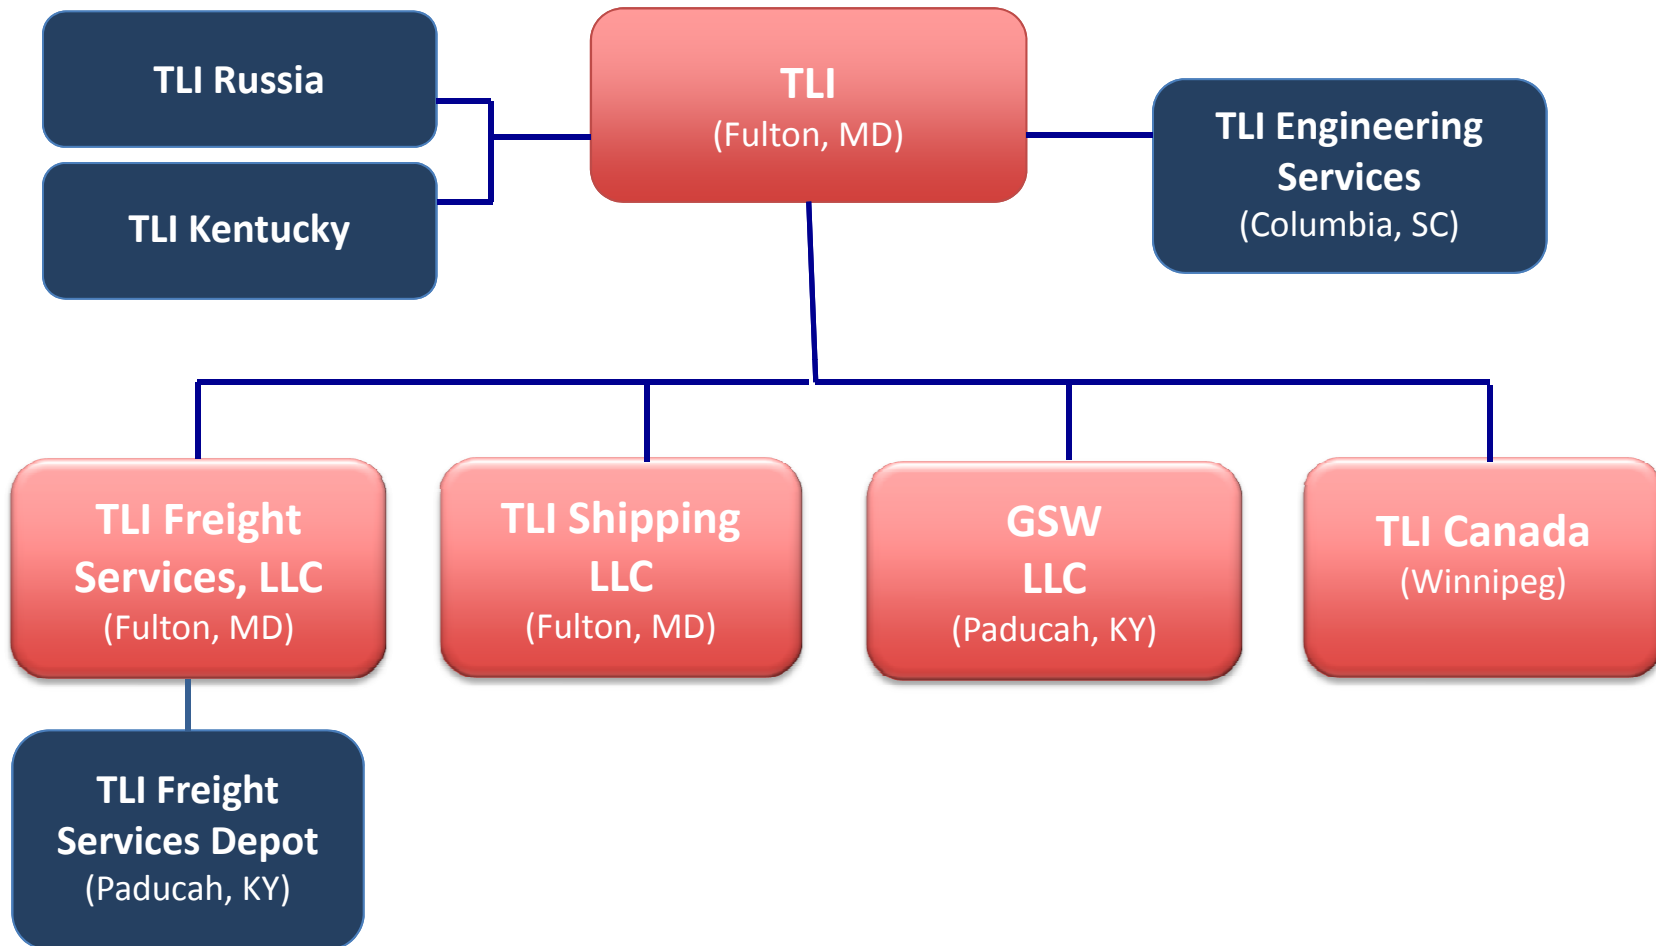 TLI Russia
TLI Kentucky
TLI
(Fulton, MD)
TLI Engineering
Services
(Columbia, SC)
TLI Freight
Services, LLC
(Fulton, MD)
TLI Shipping
LLC
(Fulton, MD)
GSW
LLC
(Paducah, KY)
TLI Canada
(Winnipeg)
TLI Freight
Services Depot
(Paducah, KY)